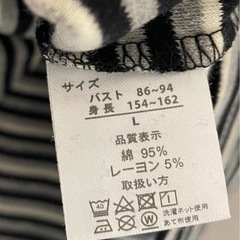 サイズ
バスト 86~94
身長 154~162
L
品質表示
綿 95%
レーヨン 5%
取扱い方
40
W
洗濯ネット使用
あて布使用